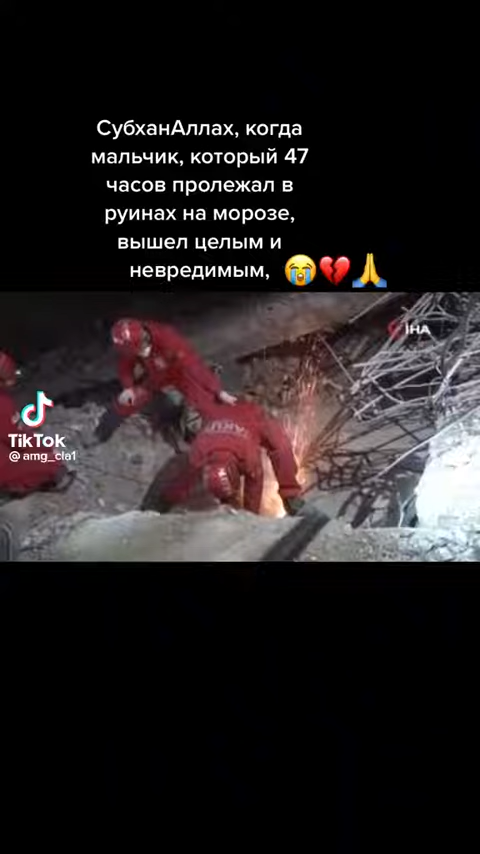 СубханАллах, когда
мальчик, который 47
часов пролежал в
руинах на морозе,
вышел целым и
невредимым, 😭💔🙏
İHA
TikTok
@amg_cla1